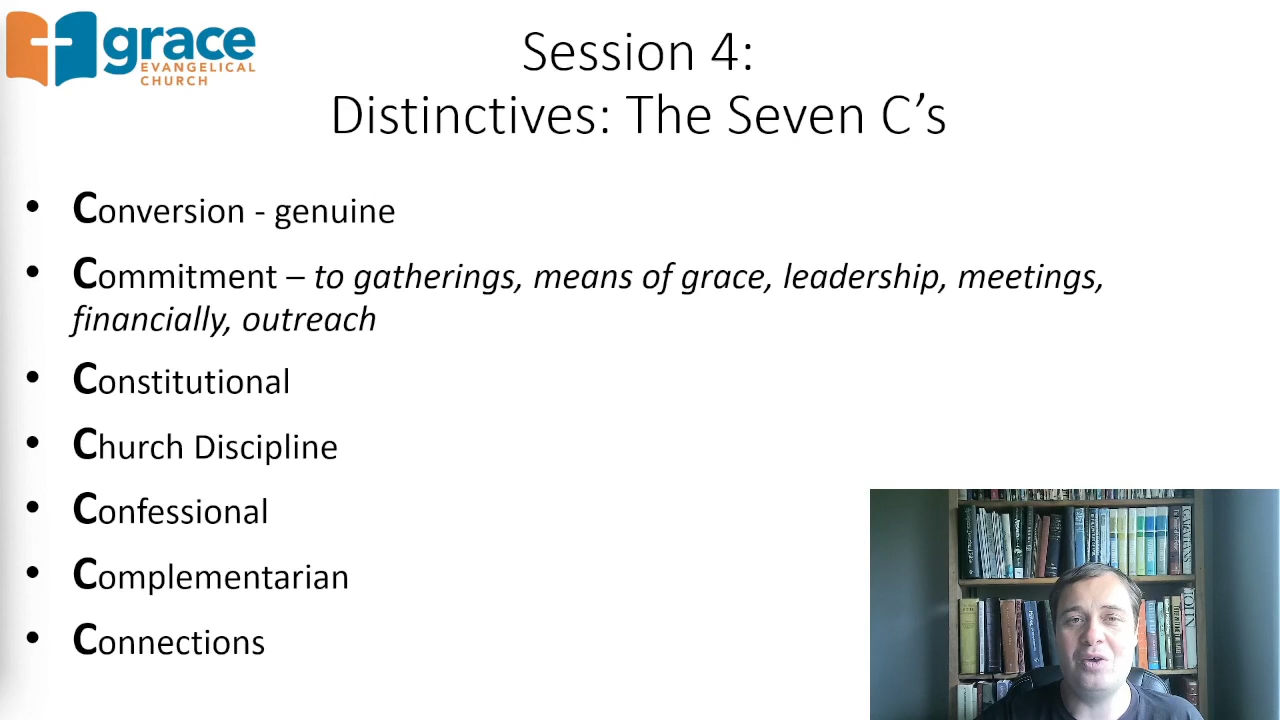 grace
EVANGELICAL
CHURCH
Session 4:
Distinctives: The Seven C’s
• Conversion - genuine
• Commitment – to gatherings, means of grace, leadership, meetings,
financially, outreach
• Constitutional
• Church Discipline
• Confessional
• Complementarian
• Connections
JOHN